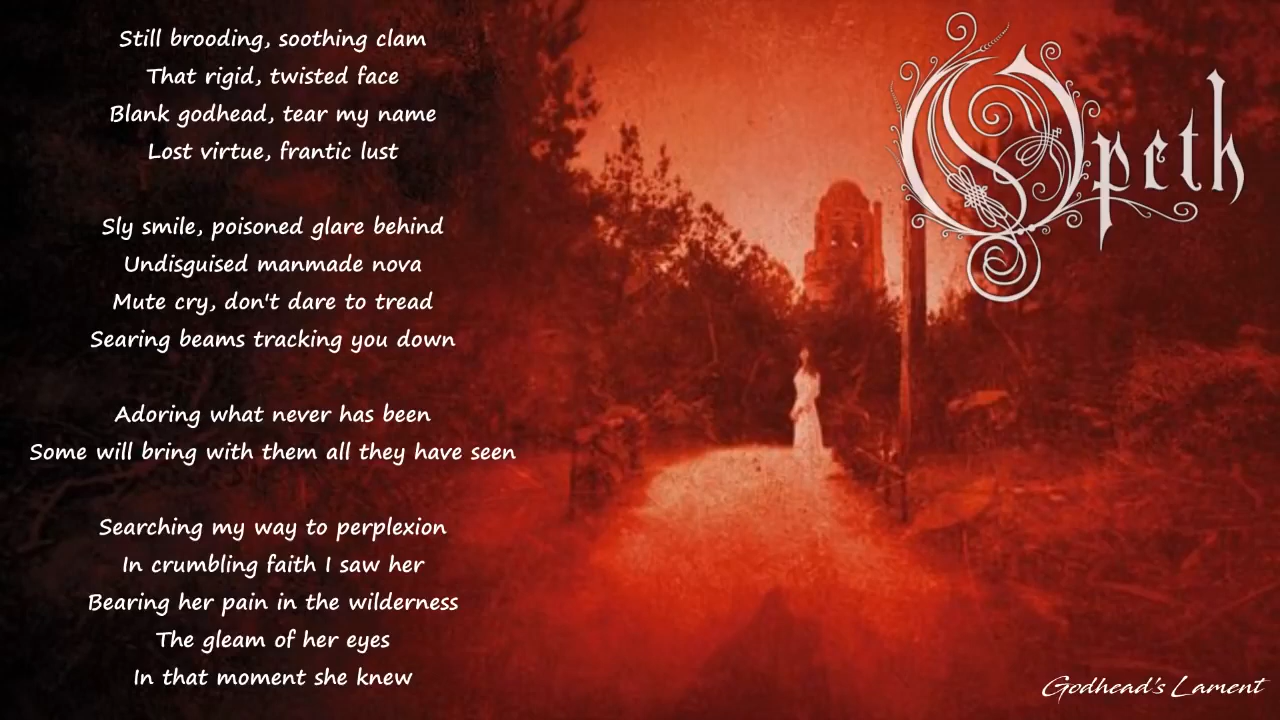 Still brooding, soothing clam
That rigid, twisted face
Blank godhead, tear my name
Lost virtue, frantic lust
Sly smile, poisoned glare behind
Undisguised manmade nova
Mute cry, don't dare to tread
Searing beams tracking you down
Adoring what never has been
Some will bring with them all they have seen
Searching my way to perplexion
In crumbling faith I saw her
Bearing her pain in the wilderness
The gleam of her eyes
In that moment she knew
Opeth
Godhead's Lament